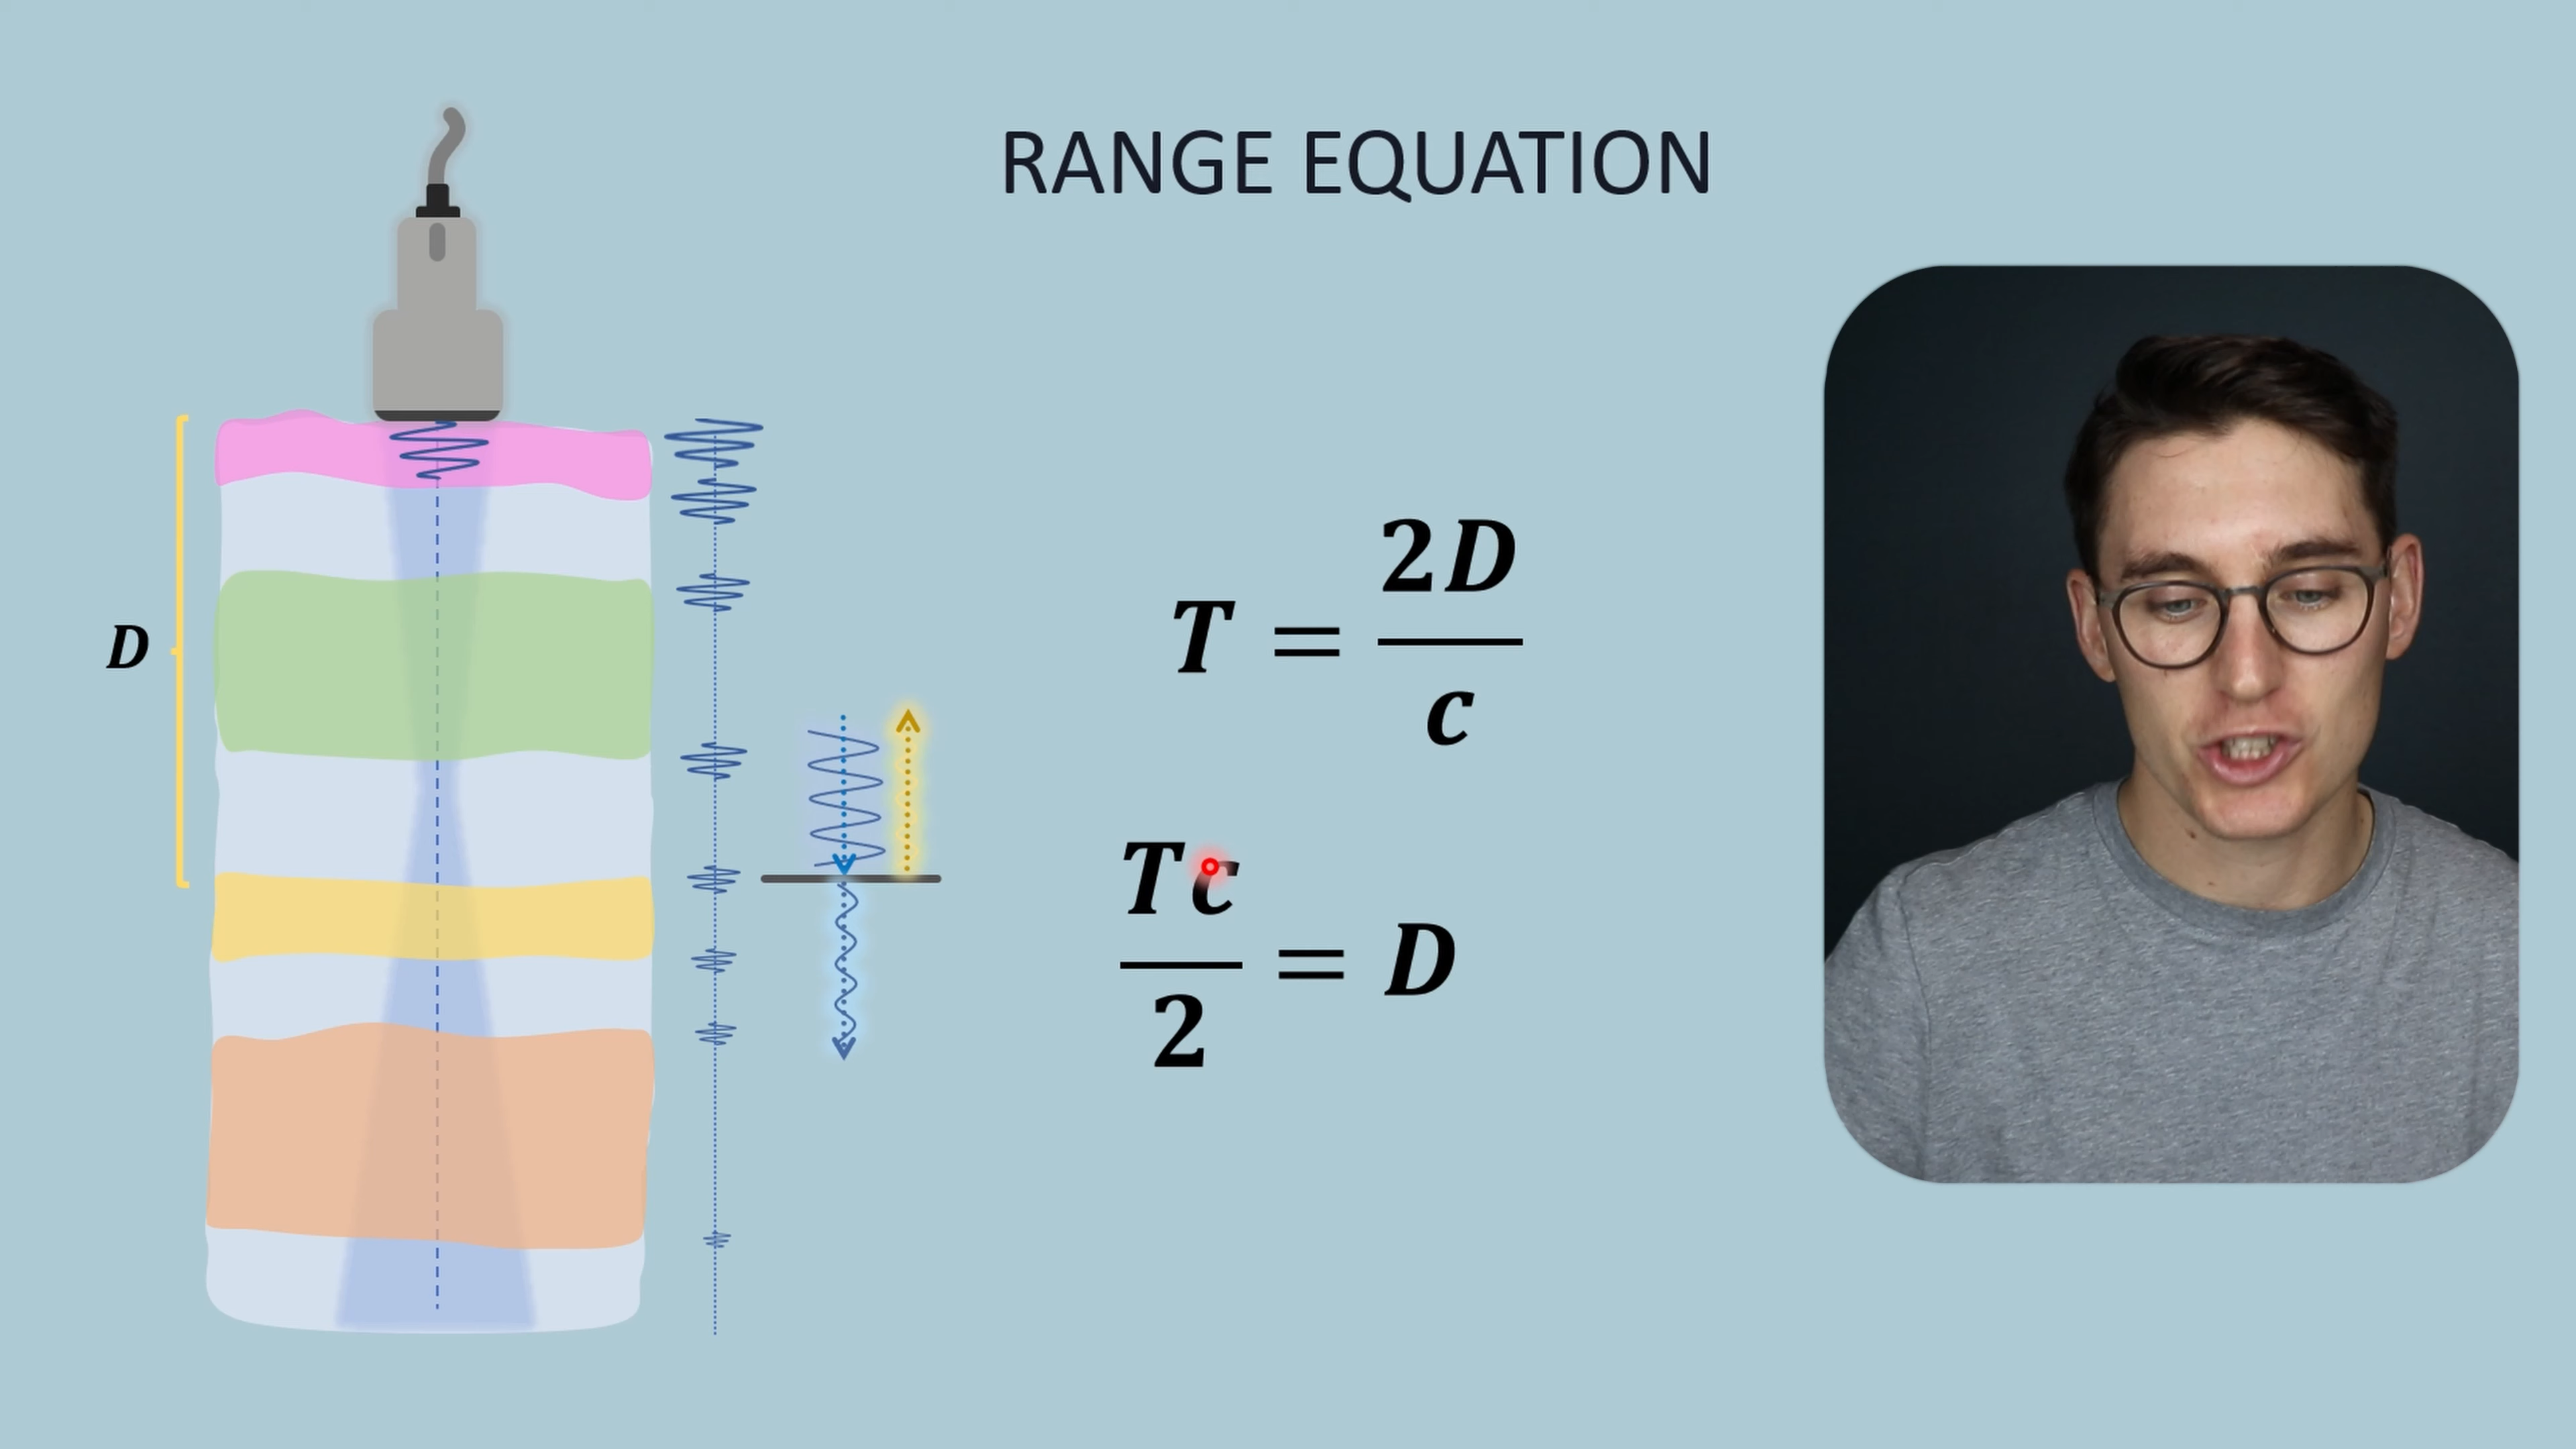 RANGE EQUATION
D
T = 2D/c
Tc/2 = D